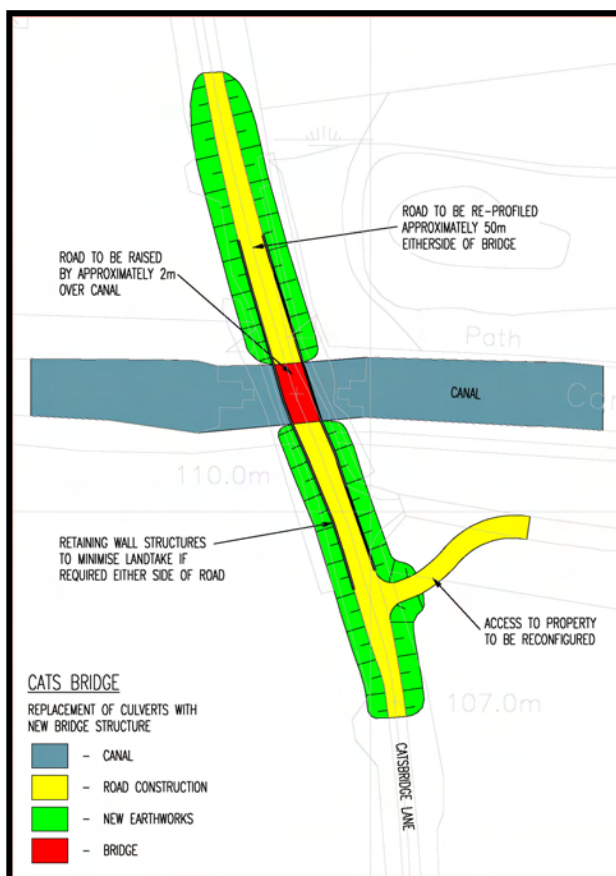 ROAD TO BE RE-PROFILED
APPROXIMATELY 50m
EITHERSIDE OF BRIDGE
ROAD TO BE RAISED
BY APPROXIMATELY 2m
OVER CANAL
Path
CANAL
110.0m
RETAINING WALL STRUCTURES
TO MINIMISE LANDTAKE IF
REQUIRED EITHER SIDE OF ROAD
ACCESS TO PROPERTY
TO BE RECONFIGURED
107.0m
CATSBRIDGE LANE
CATS BRIDGE
REPLACEMENT OF CULVERTS WITH
NEW BRIDGE STRUCTURE
- CANAL
- ROAD CONSTRUCTION
- NEW EARTHWORKS
- BRIDGE